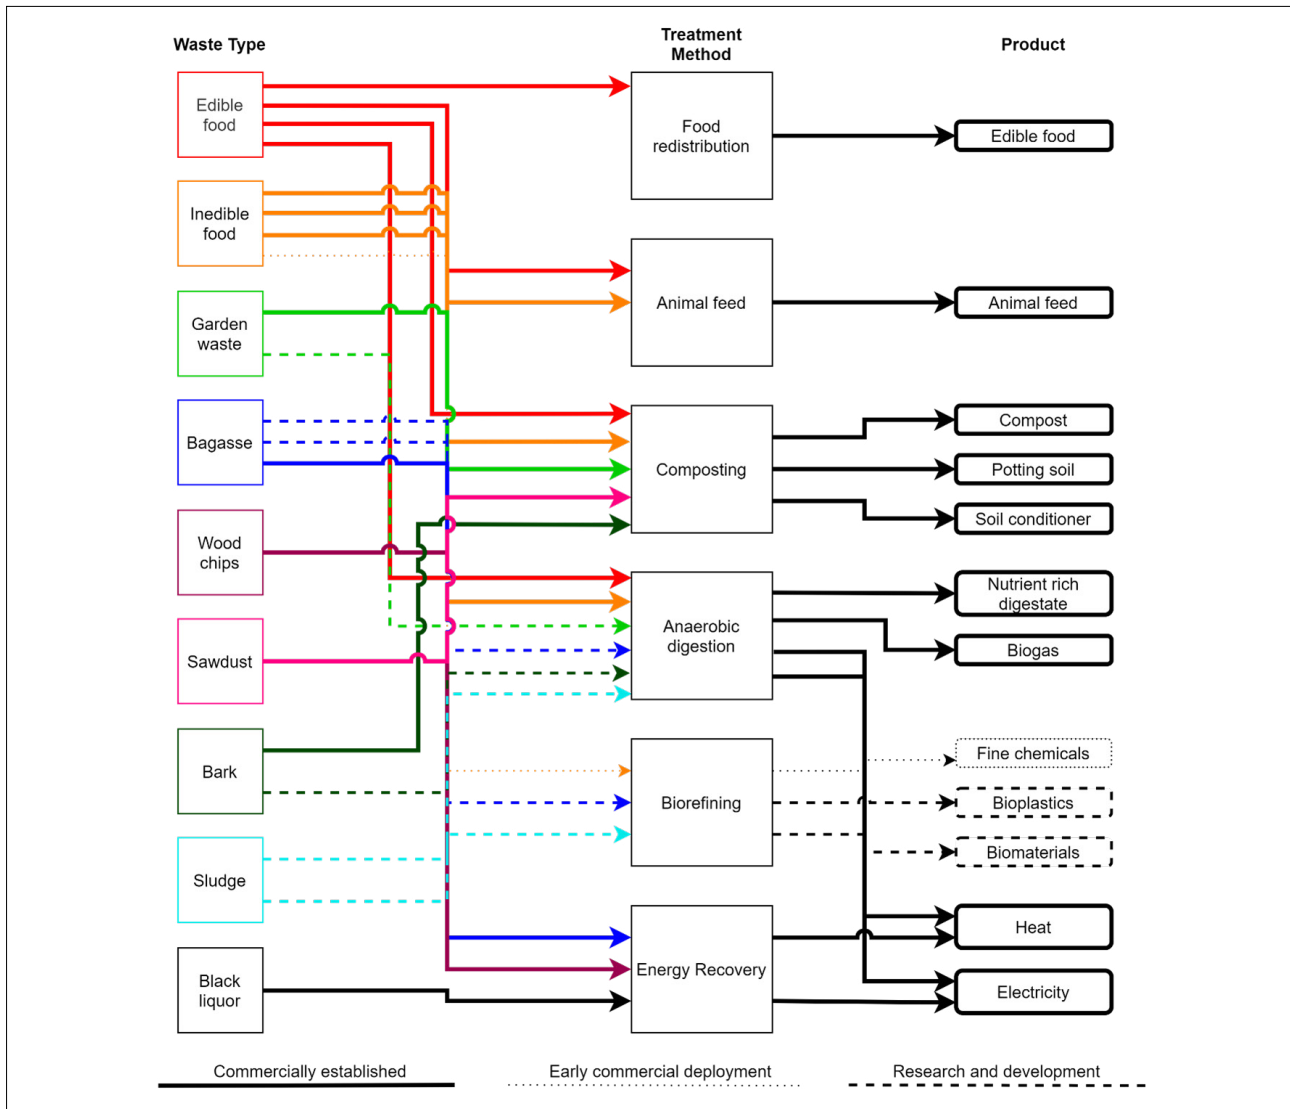 Waste Type
Treatment
Method
Product
Edible
food
Food
redistribution
Edible food
Inedible
food
Animal feed
Animal feed
Garden
waste
Bagasse
Composting
Compost
Potting soil
Soil conditioner
Wood
chips
Anaerobic
digestion
Nutrient rich
digestate
Biogas
Sawdust
Bark
Biorefining
Fine chemicals
Bioplastics
Biomaterials
Sludge
Black
liquor
Energy Recovery
Heat
Electricity
Commercially established
Early commercial deployment
Research and development